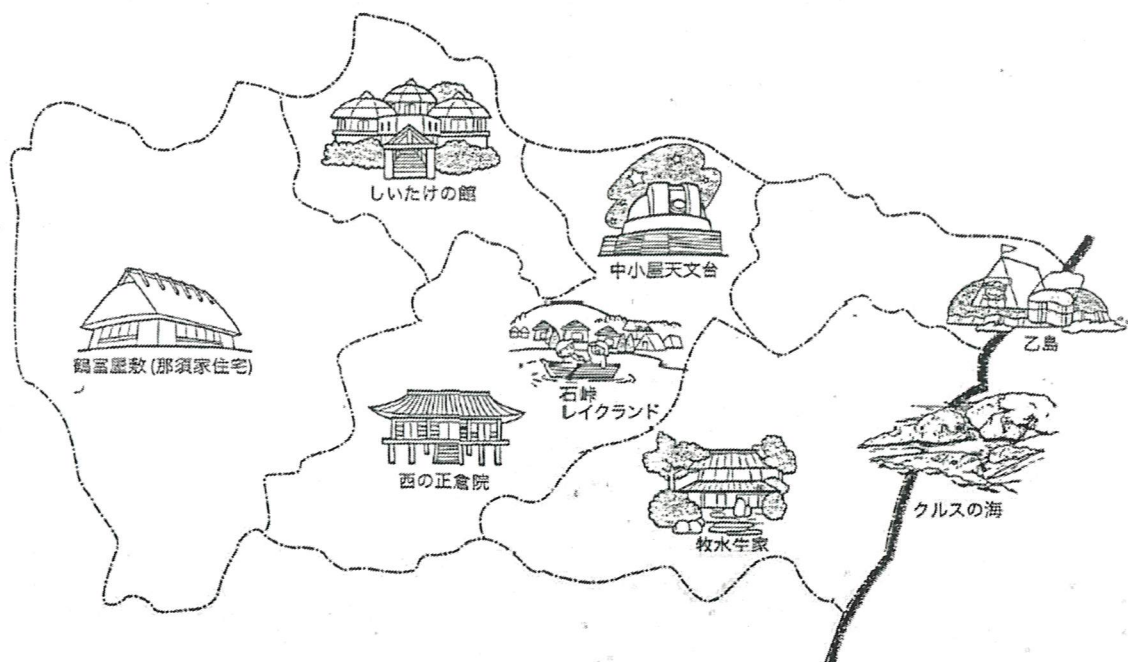 しいたけの館
中小屋天文台
乙島
鶴富屋敷(那須家住宅)
石峠
レイクランド
西の正倉院
クルスの海
牧水生家